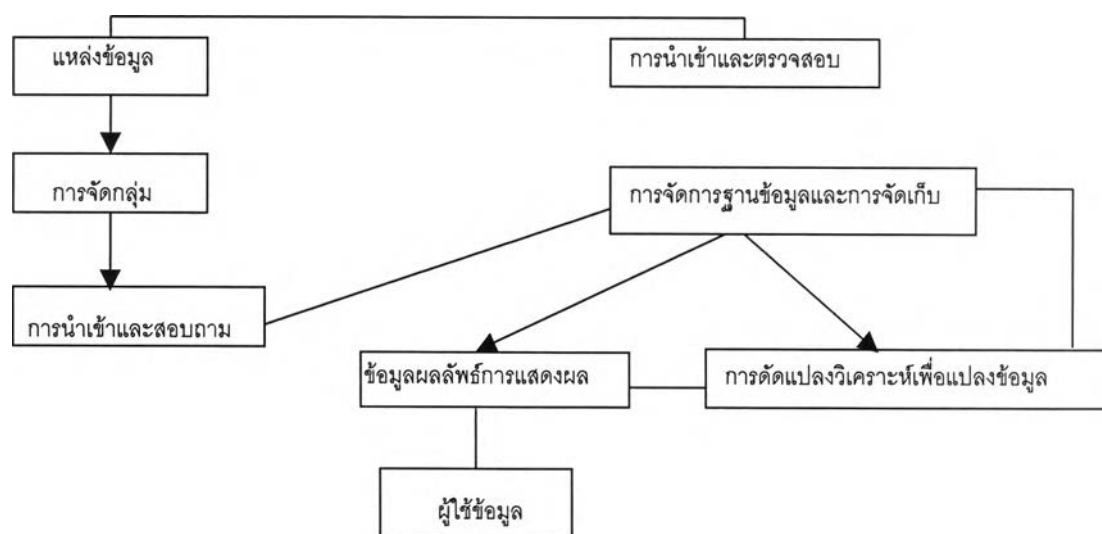 แหล่งข้อมูล
การนำเข้าและตรวจสอบ
การจัดกลุ่ม
การจัดการฐานข้อมูลและการจัดเก็บ
การนำเข้าและสอบถาม
ข้อมูลผลลัพธ์การแสดงผล
การดัดแปลงวิเคราะห์เพื่อแปลงข้อมูล
ผู้ใช้ข้อมูล